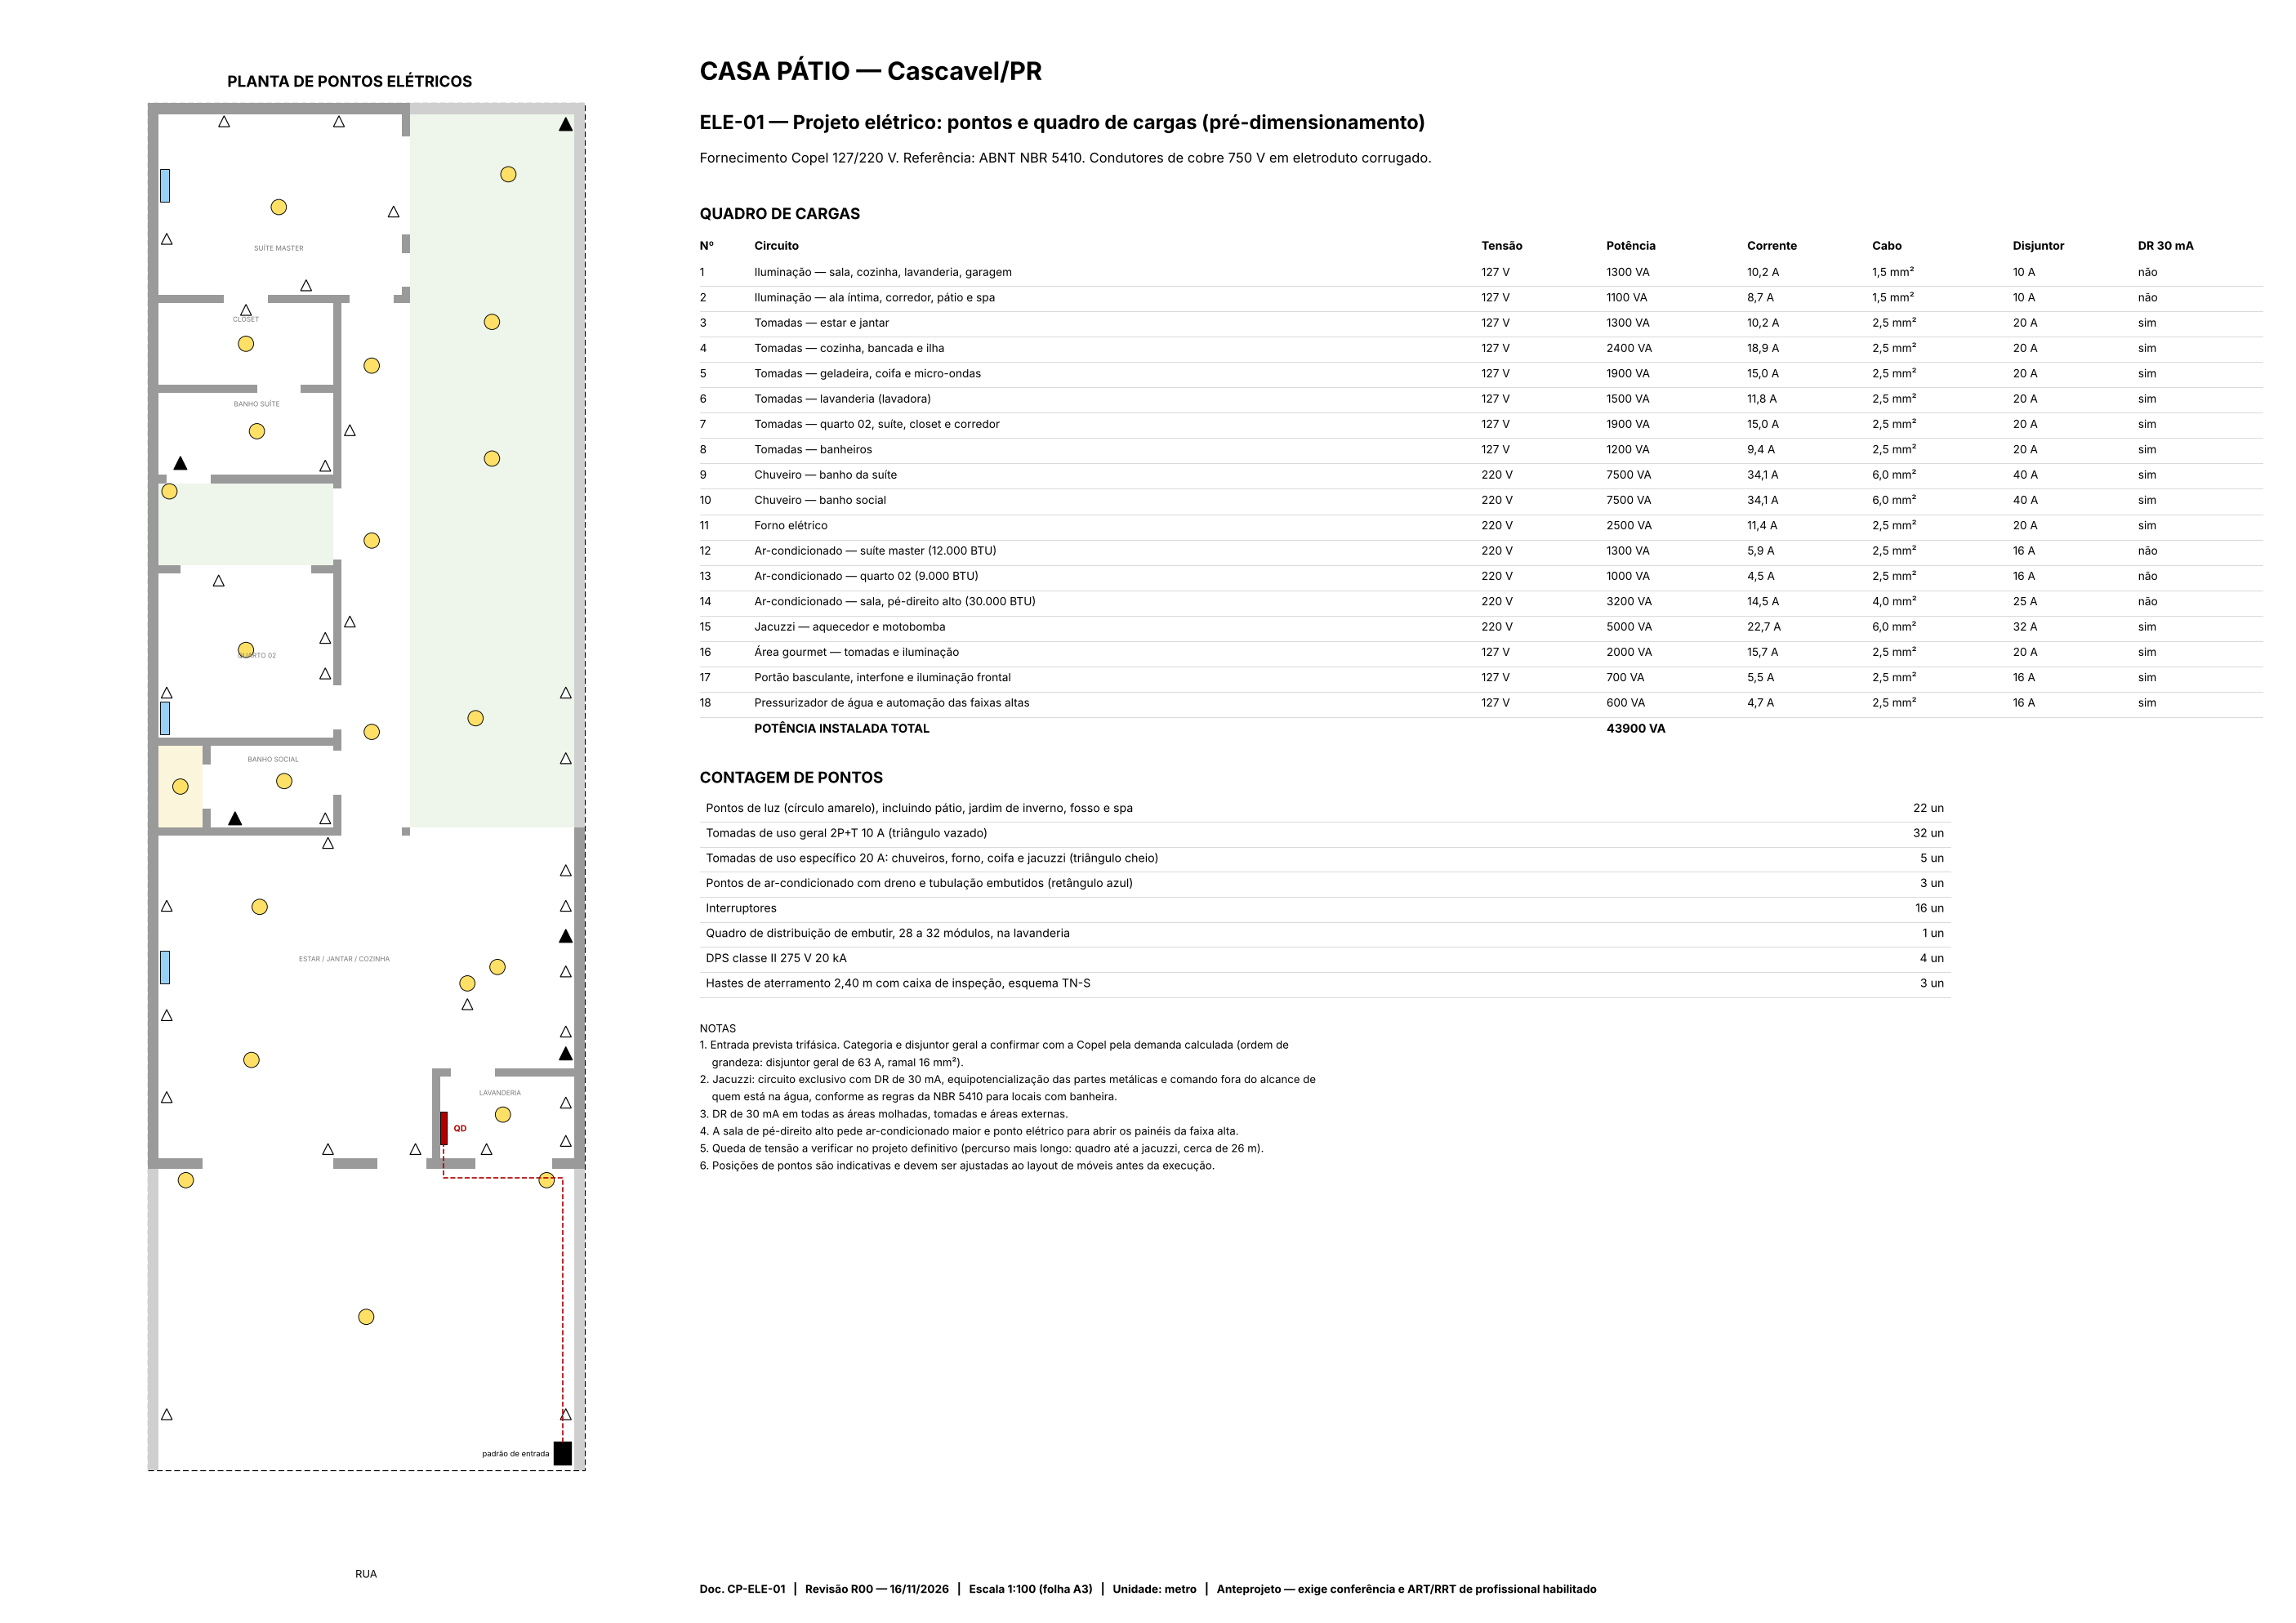 PLANTA DE PONTOS ELÉTRICOS
SUÍTE MASTER
CLOSET
BANHO SUÍTE
QUARTO 02
BANHO SOCIAL
ESTAR / JANTAR / COZINHA
LAVANDERIA
QD
padrão de entrada
RUA
CASA PÁTIO — Cascavel/PR
ELE-01 — Projeto elétrico: pontos e quadro de cargas (pré-dimensionamento)
Fornecimento Copel 127/220 V. Referência: ABNT NBR 5410. Condutores de cobre 750 V em eletroduto corrugado.
QUADRO DE CARGAS
Nº Circuito Tensão Potência Corrente Cabo Disjuntor DR 30 mA
1 Iluminação — sala, cozinha, lavanderia, garagem 127 V 1300 VA 10,2 A 1,5 mm² 10 A não
2 Iluminação — ala íntima, corredor, pátio e spa 127 V 1100 VA 8,7 A 1,5 mm² 10 A não
3 Tomadas — estar e jantar 127 V 1300 VA 10,2 A 2,5 mm² 20 A sim
4 Tomadas — cozinha, bancada e ilha 127 V 2400 VA 18,9 A 2,5 mm² 20 A sim
5 Tomadas — geladeira, coifa e micro-ondas 127 V 1900 VA 15,0 A 2,5 mm² 20 A sim
6 Tomadas — lavanderia (lavadora) 127 V 1500 VA 11,8 A 2,5 mm² 20 A sim
7 Tomadas — quarto 02, suíte, closet e corredor 127 V 1900 VA 15,0 A 2,5 mm² 20 A sim
8 Tomadas — banheiros 127 V 1200 VA 9,4 A 2,5 mm² 20 A sim
9 Chuveiro — banho da suíte 220 V 7500 VA 34,1 A 6,0 mm² 40 A sim
10 Chuveiro — banho social 220 V 7500 VA 34,1 A 6,0 mm² 40 A sim
11 Forno elétrico 220 V 2500 VA 11,4 A 2,5 mm² 20 A sim
12 Ar-condicionado — suíte master (12.000 BTU) 220 V 1300 VA 5,9 A 2,5 mm² 16 A não
13 Ar-condicionado — quarto 02 (9.000 BTU) 220 V 1000 VA 4,5 A 2,5 mm² 16 A não
14 Ar-condicionado — sala, pé-direito alto (30.000 BTU) 220 V 3200 VA 14,5 A 4,0 mm² 25 A não
15 Jacuzzi — aquecedor e motobomba 220 V 5000 VA 22,7 A 6,0 mm² 32 A sim
16 Área gourmet — tomadas e iluminação 127 V 2000 VA 15,7 A 2,5 mm² 20 A sim
17 Portão basculante, interfone e iluminação frontal 127 V 700 VA 5,5 A 2,5 mm² 16 A sim
18 Pressurizador de água e automação das faixas altas 127 V 600 VA 4,7 A 2,5 mm² 16 A sim
POTÊNCIA INSTALADA TOTAL 43900 VA
CONTAGEM DE PONTOS
Pontos de luz (círculo amarelo), incluindo pátio, jardim de inverno, fosso e spa 22 un
Tomadas de uso geral 2P+T 10 A (triângulo vazado) 32 un
Tomadas de uso específico 20 A: chuveiros, forno, coifa e jacuzzi (triângulo cheio) 5 un
Pontos de ar-condicionado com dreno e tubulação embutidos (retângulo azul) 3 un
Interruptores 16 un
Quadro de distribuição de embutir, 28 a 32 módulos, na lavanderia 1 un
DPS classe II 275 V 20 kA 4 un
Hastes de aterramento 2,40 m com caixa de inspeção, esquema TN-S 3 un
NOTAS
1. Entrada prevista trifásica. Categoria e disjuntor geral a confirmar com a Copel pela demanda calculada (ordem de
grandeza: disjuntor geral de 63 A, ramal 16 mm²).
2. Jacuzzi: circuito exclusivo com DR de 30 mA, equipotencialização das partes metálicas e comando fora do alcance de
quem está na água, conforme as regras da NBR 5410 para locais com banheira.
3. DR de 30 mA em todas as áreas molhadas, tomadas e áreas externas.
4. A sala de pé-direito alto pede ar-condicionado maior e ponto elétrico para abrir os painéis da faixa alta.
5. Queda de tensão a verificar no projeto definitivo (percurso mais longo: quadro até a jacuzzi, cerca de 26 m).
6. Posições de pontos são indicativas e devem ser ajustadas ao layout de móveis antes da execução.
Doc. CP-ELE-01 | Revisão R00 — 16/11/2026 | Escala 1:100 (folha A3) | Unidade: metro | Anteprojeto — exige conferência e ART/RRT de profissional habilitado